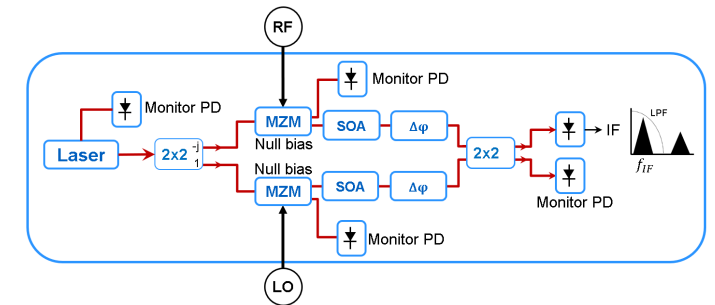 RF
Monitor PD
Monitor PD
MZM
SOA
Δφ
LPF
Null bias
IF
Laser
2x2
-j
1
2x2
f_IF
Null bias
MZM
SOA
Δφ
Monitor PD
Monitor PD
LO